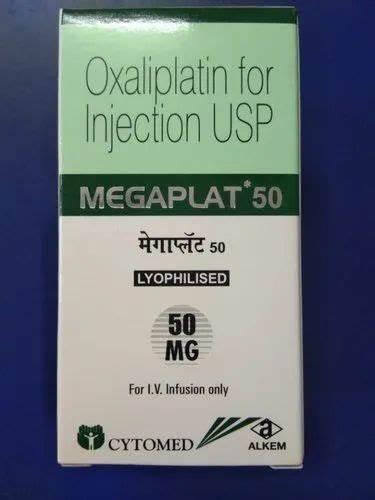 Oxaliplatin for
Injection USP
MEGAPLAT* 50
मेगाप्लॅट 50
LYOPHILISED
50
MG
For I.V. Infusion only
CYTOMED
a
ALKEM